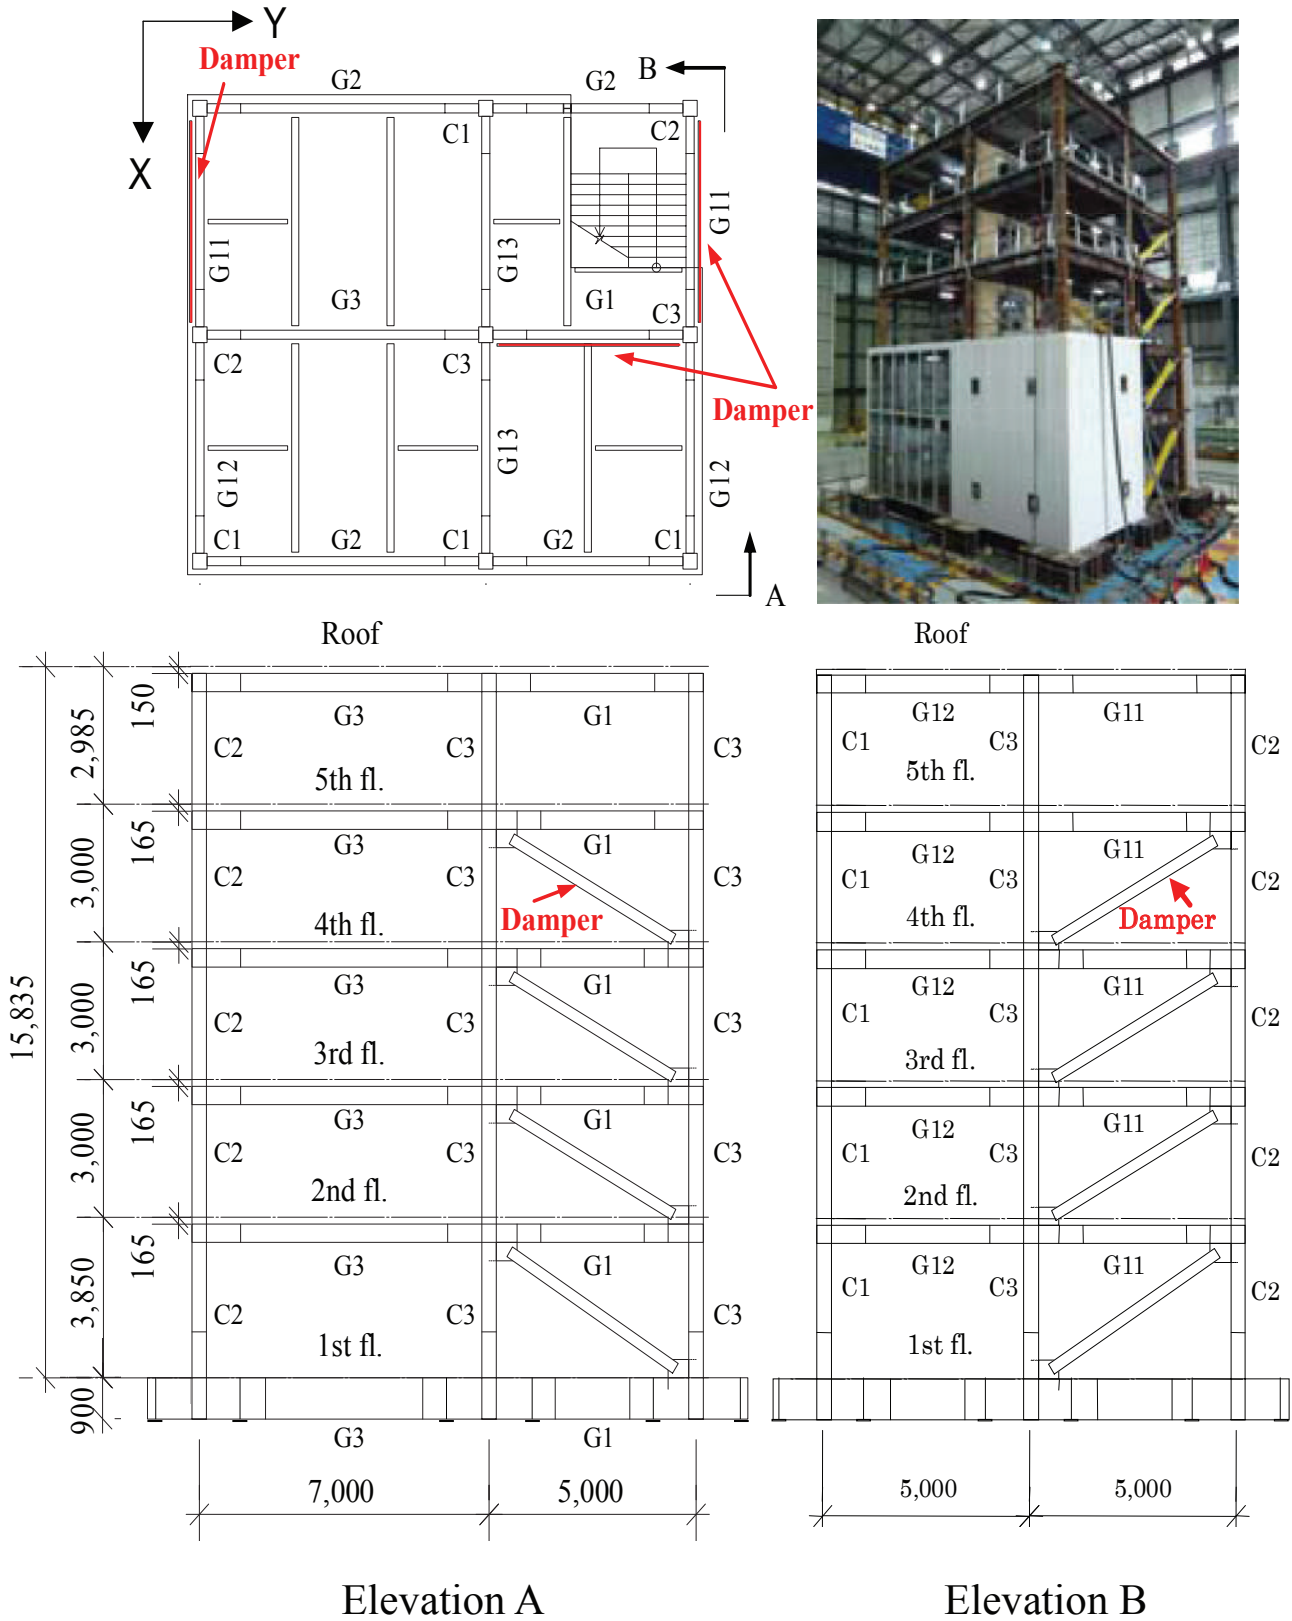 Y
Damper
G2
B
G2
C1
C2
X
G11
G13
G11
G3
G1
C3
C2
C3
Damper
G12
G13
G12
C1
G2
C1
G2
C1
A
Roof
Roof
150
2,985
G3
G1
C2
C3
C3
5th fl.
G12
G11
C1
C3
C2
5th fl.
165
3,000
G3
G1
C2
C3
C3
Damper
4th fl.
G12
G11
C1
C3
C2
Damper
4th fl.
15,835
165
3,000
G3
G1
C2
C3
C3
3rd fl.
G12
G11
C1
C3
C2
3rd fl.
165
3,000
G3
G1
C2
C3
C3
2nd fl.
G12
G11
C1
C3
C2
2nd fl.
165
3,850
G3
G1
C2
C3
C3
1st fl.
G12
G11
C1
C3
C2
1st fl.
900
G3
G1
7,000
5,000
5,000
5,000
Elevation A
Elevation B